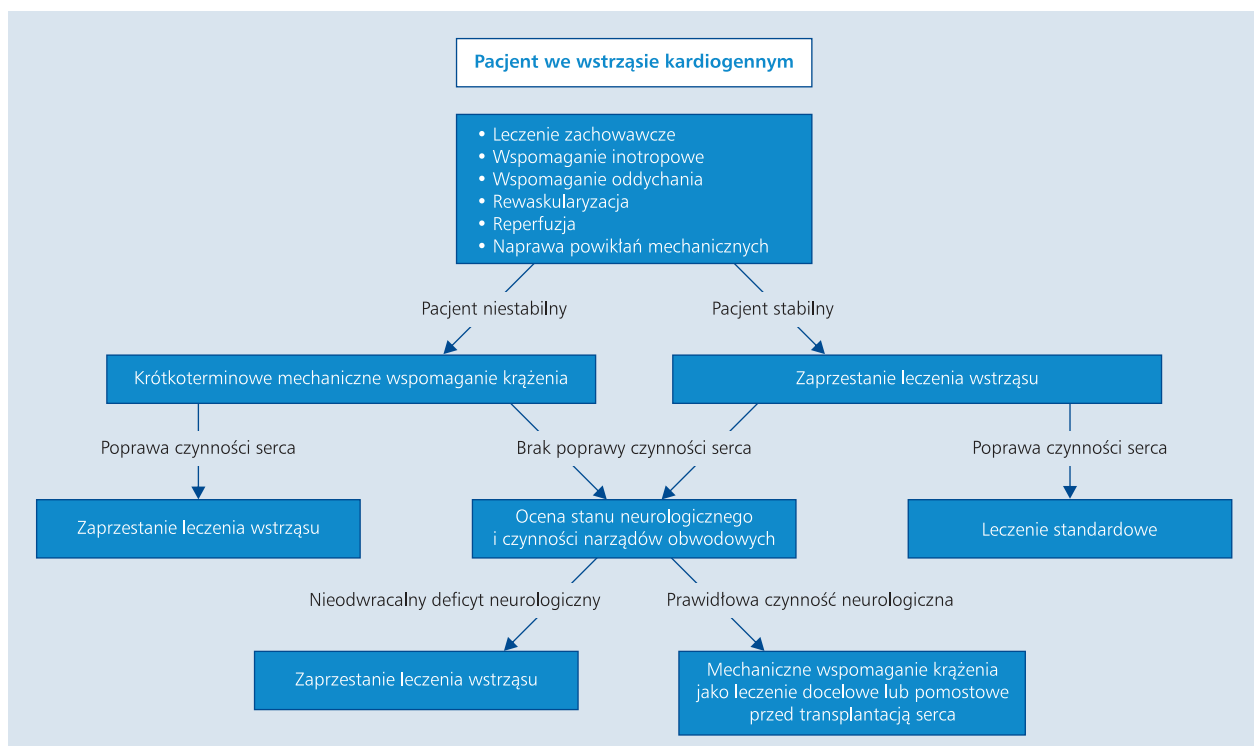 Pacjent we wstrząsie kardiogennym
• Leczenie zachowawcze
• Wspomaganie inotropowe
• Wspomaganie oddychania
• Rewaskularyzacja
• Reperfuzja
• Naprawa powikłań mechanicznych
Pacjent niestabilny
Pacjent stabilny
Krótkoterminowe mechaniczne wspomaganie krążenia
Zaprzestanie leczenia wstrząsu
Poprawa czynności serca
Brak poprawy czynności serca
Poprawa czynności serca
Zaprzestanie leczenia wstrząsu
Ocena stanu neurologicznego
i czynności narządów obwodowych
Leczenie standardowe
Nieodwracalny deficyt neurologiczny
Prawidłowa czynność neurologiczna
Zaprzestanie leczenia wstrząsu
Mechaniczne wspomaganie krążenia
jako leczenie docelowe lub pomostowe
przed transplantacją serca